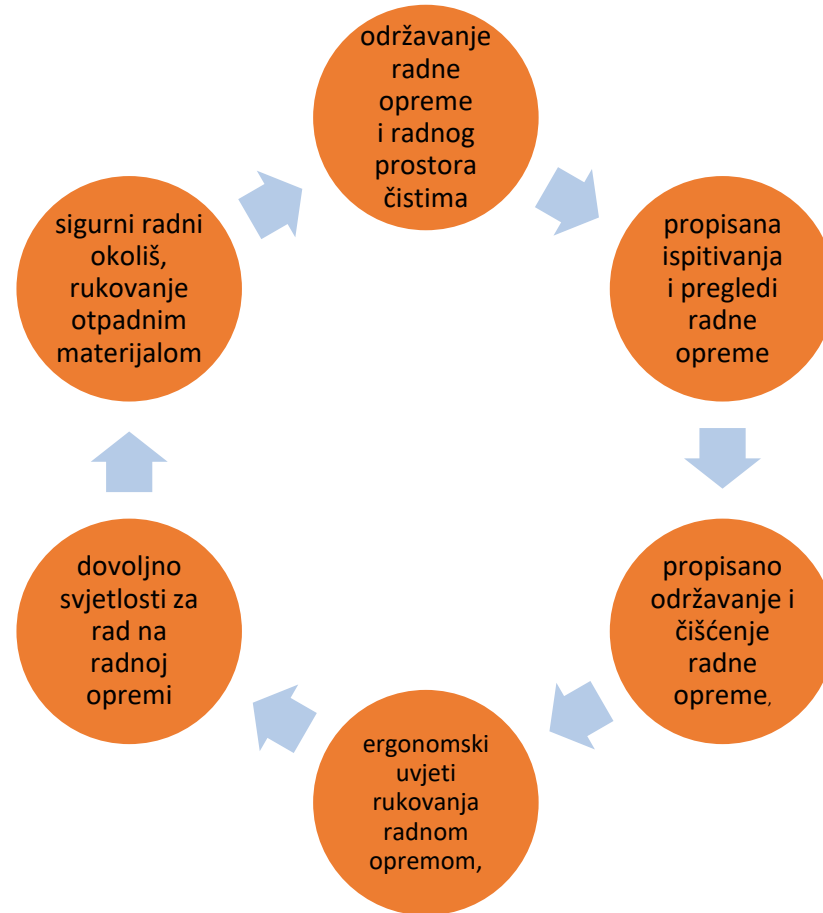 održavanje
radne
opreme
i radnog
prostora
čistima
propisana
ispitivanja
i pregledi
radne
opreme
propisano
održavanje i
čišćenje
radne
opreme,
ergonomski
uvjeti
rukovanja
radnom
opremom,
dovoljno
svjetlosti za
rad na
radnoj
opremi
sigurni radni
okoliš,
rukovanje
otpadnim
materijalom